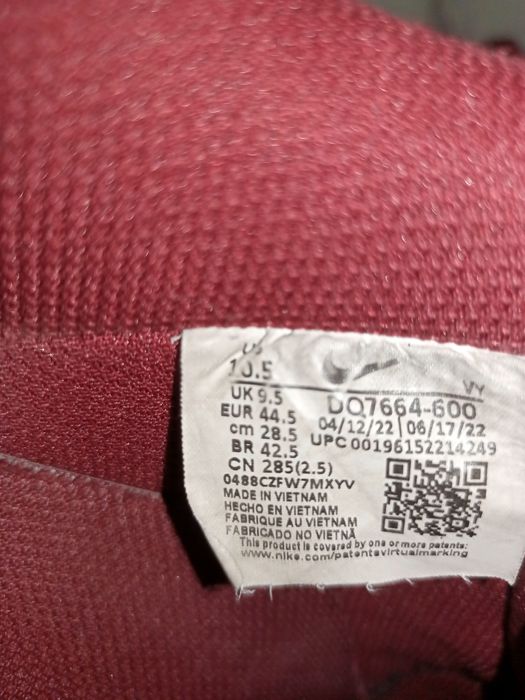 US
10.5
UK 9.5
EUR 44.5
cm 28.5
BR 42.5
CN 285(2.5)
VY
DQ7664-600
04/12/22 | 06/17/22
UPC 00196152214249
0488CZFW7MXYV
MADE IN VIETNAM
HECHO EN VIETNAM
FABRIQUE AU VIETNAM
FABRICADO NO VIETNÃ
This product is covered by one or more patents:
www.nike.com/patentsvirtualmarking